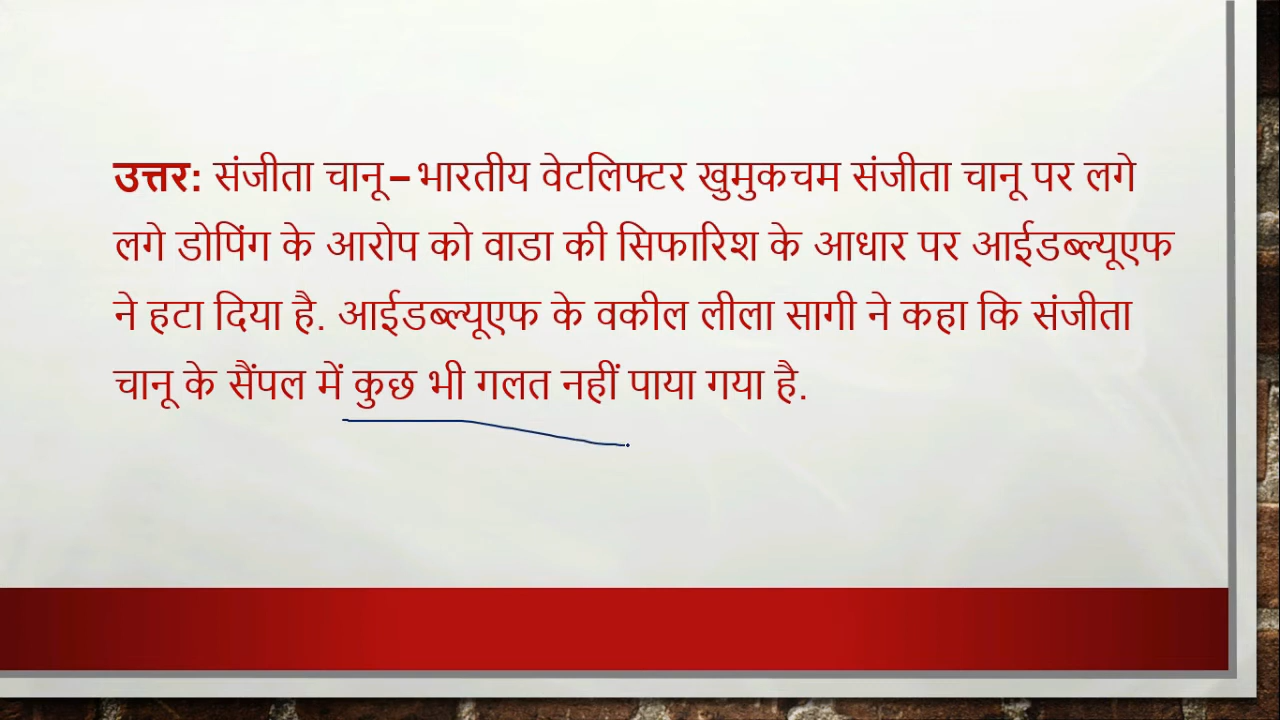 उत्तर: संजीता चानू – भारतीय वेटलिफ्टर खुमुकचम संजीता चानू पर लगे
लगे डोपिंग के आरोप को वाडा की सिफारिश के आधार पर आईडब्ल्यूएफ
ने हटा दिया है. आईडब्ल्यूएफ के वकील लीला सागी ने कहा कि संजीता
चानू के सैंपल में कुछ भी गलत नहीं पाया गया है.